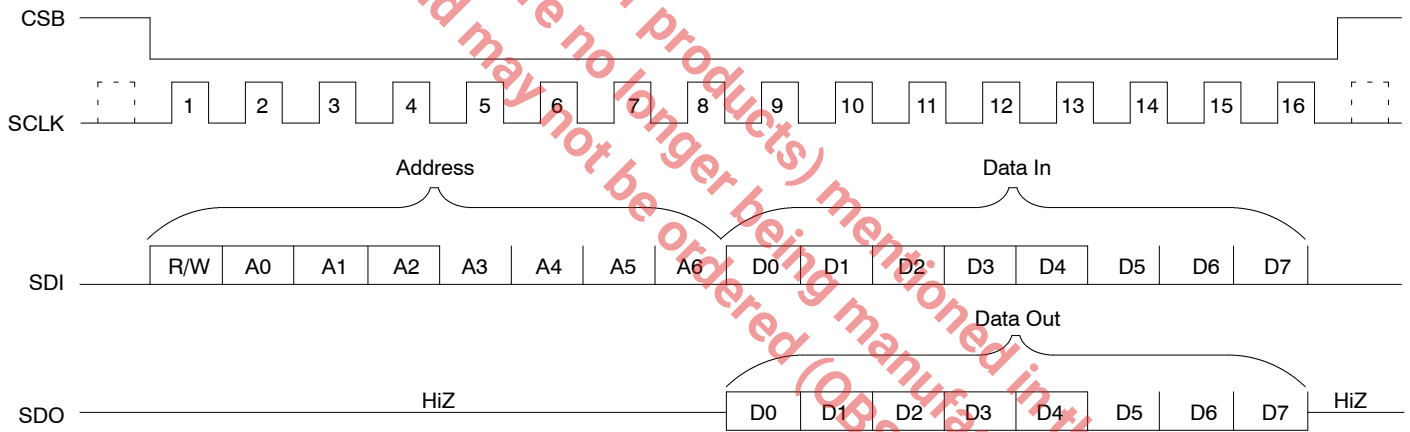 CSB
SCLK
1 2 3 4 5 6 7 8 9 10 11 12 13 14 15 16
Address
Data In
SDI
R/W A0 A1 A2 A3 A4 A5 A6 D0 D1 D2 D3 D4 D5 D6 D7
Data Out
SDO
HiZ
D0 D1 D2 D3 D4 D5 D6 D7
HiZ
products) mentioned in
re no longer being manufa
nd may not be ordered (OBs